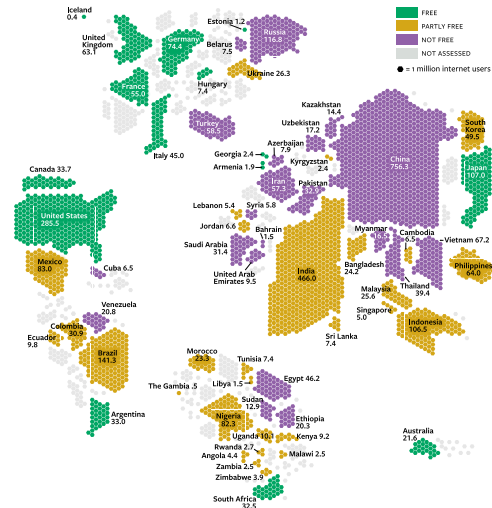 Iceland
0.4
United
Kingdom
63.1
Estonia 1.2
Germany
74.4
Belarus
7.5
Russia
116.8
FREE
PARTLY FREE
NOT FREE
NOT ASSESSED
= 1 million internet users
Ukraine 26.3
France
55.0
Hungary
7.4
Turkey
58.5
Italy 45.0
Kazakhstan
14.4
Uzbekistan
17.2
Azerbaijan
7.9
Georgia 2.4
Armenia 1.9
Kyrgyzstan
2.4
China
756.3
South
Korea
49.5
Japan
107.0
Canada 33.7
United States
285.5
Iran
57.3
Pakistan
32.9
Lebanon 5.4
Syria 5.8
Jordan 6.6
Bahrain
1.5
Saudi Arabia
31.4
United Arab
Emirates 9.5
India
466.0
Myanmar
Cambodia
6.5
Vietnam 67.2
Bangladesh
24.2
Thailand
39.4
Philippines
64.0
Malaysia
25.6
Singapore
5.0
Indonesia
106.5
Sri Lanka
7.4
Mexico
83.0
Cuba 6.5
Venezuela
20.8
Colombia
30.9
Ecuador
9.8
Brazil
141.3
Argentina
33.0
Morocco
23.3
Tunisia 7.4
The Gambia .5
Libya 1.5
Egypt 46.2
Sudan
12.9
Nigeria
82.3
Ethiopia
20.3
Uganda 10.1
Kenya 9.2
Rwanda 2.7
Angola 4.4
Malawi 2.5
Zambia 2.5
Zimbabwe 3.9
South Africa
32.5
Australia
21.6